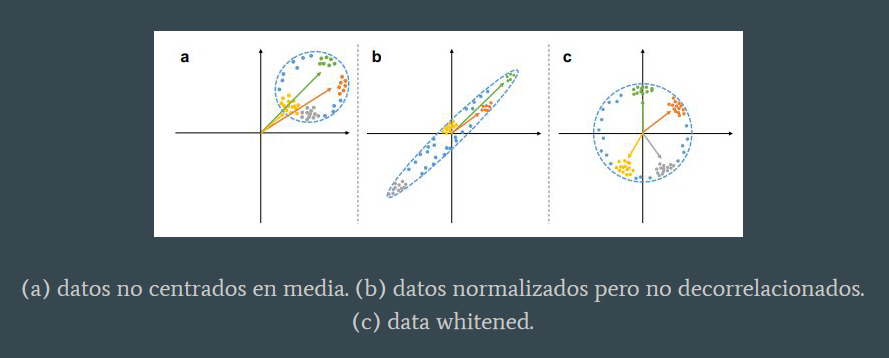 a
b
c
(a) datos no centrados en media. (b) datos normalizados pero no decorrelacionados.
(c) data whitened.